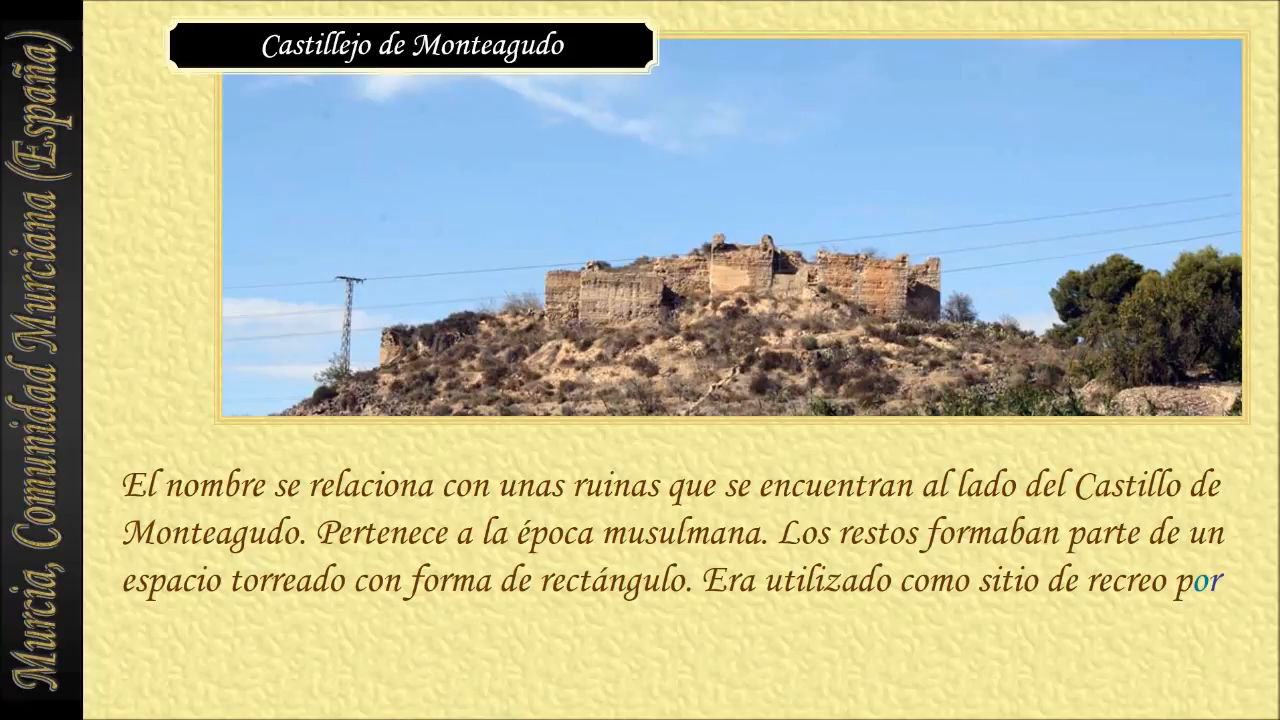 Castillejo de Monteagudo
Murcia, Comunidad Murciana (España)
El nombre se relaciona con unas ruinas que se encuentran al lado del Castillo de
Monteagudo. Pertenece a la época musulmana. Los restos formaban parte de un
espacio torreado con forma de rectángulo. Era utilizado como sitio de recreo por